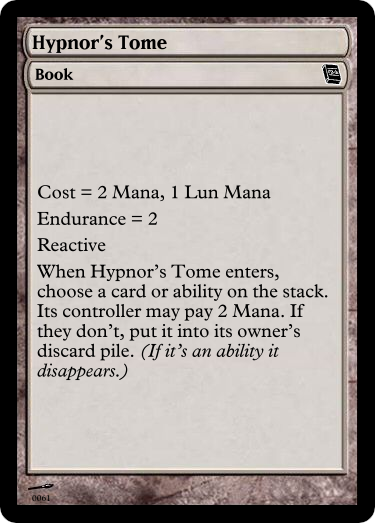 Hypnor's Tome
Book
Cost = 2 Mana, 1 Lun Mana
Endurance = 2
Reactive
When Hypnor's Tome enters,
choose a card or ability on the stack.
Its controller may pay 2 Mana. If
they don't, put it into its owner's
discard pile. (If it's an ability it
disappears.)
0061